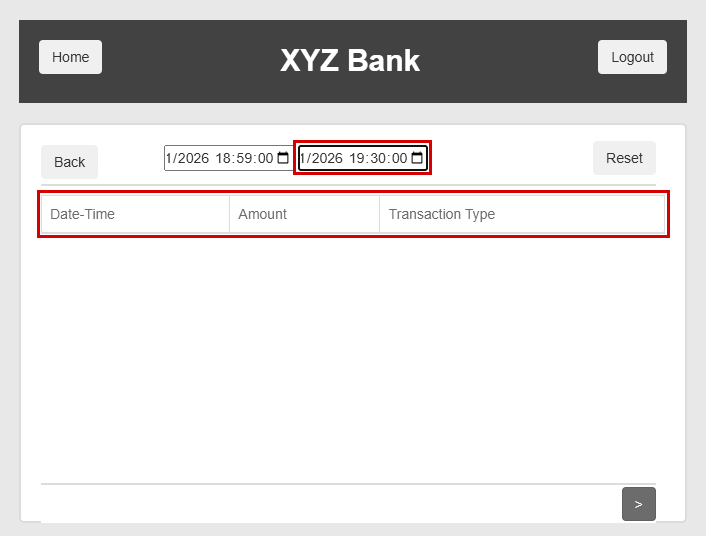 Home XYZ Bank Logout
Back 1/2026 18:59:00 1/2026 19:30:00 Reset
Date-Time Amount Transaction Type
>